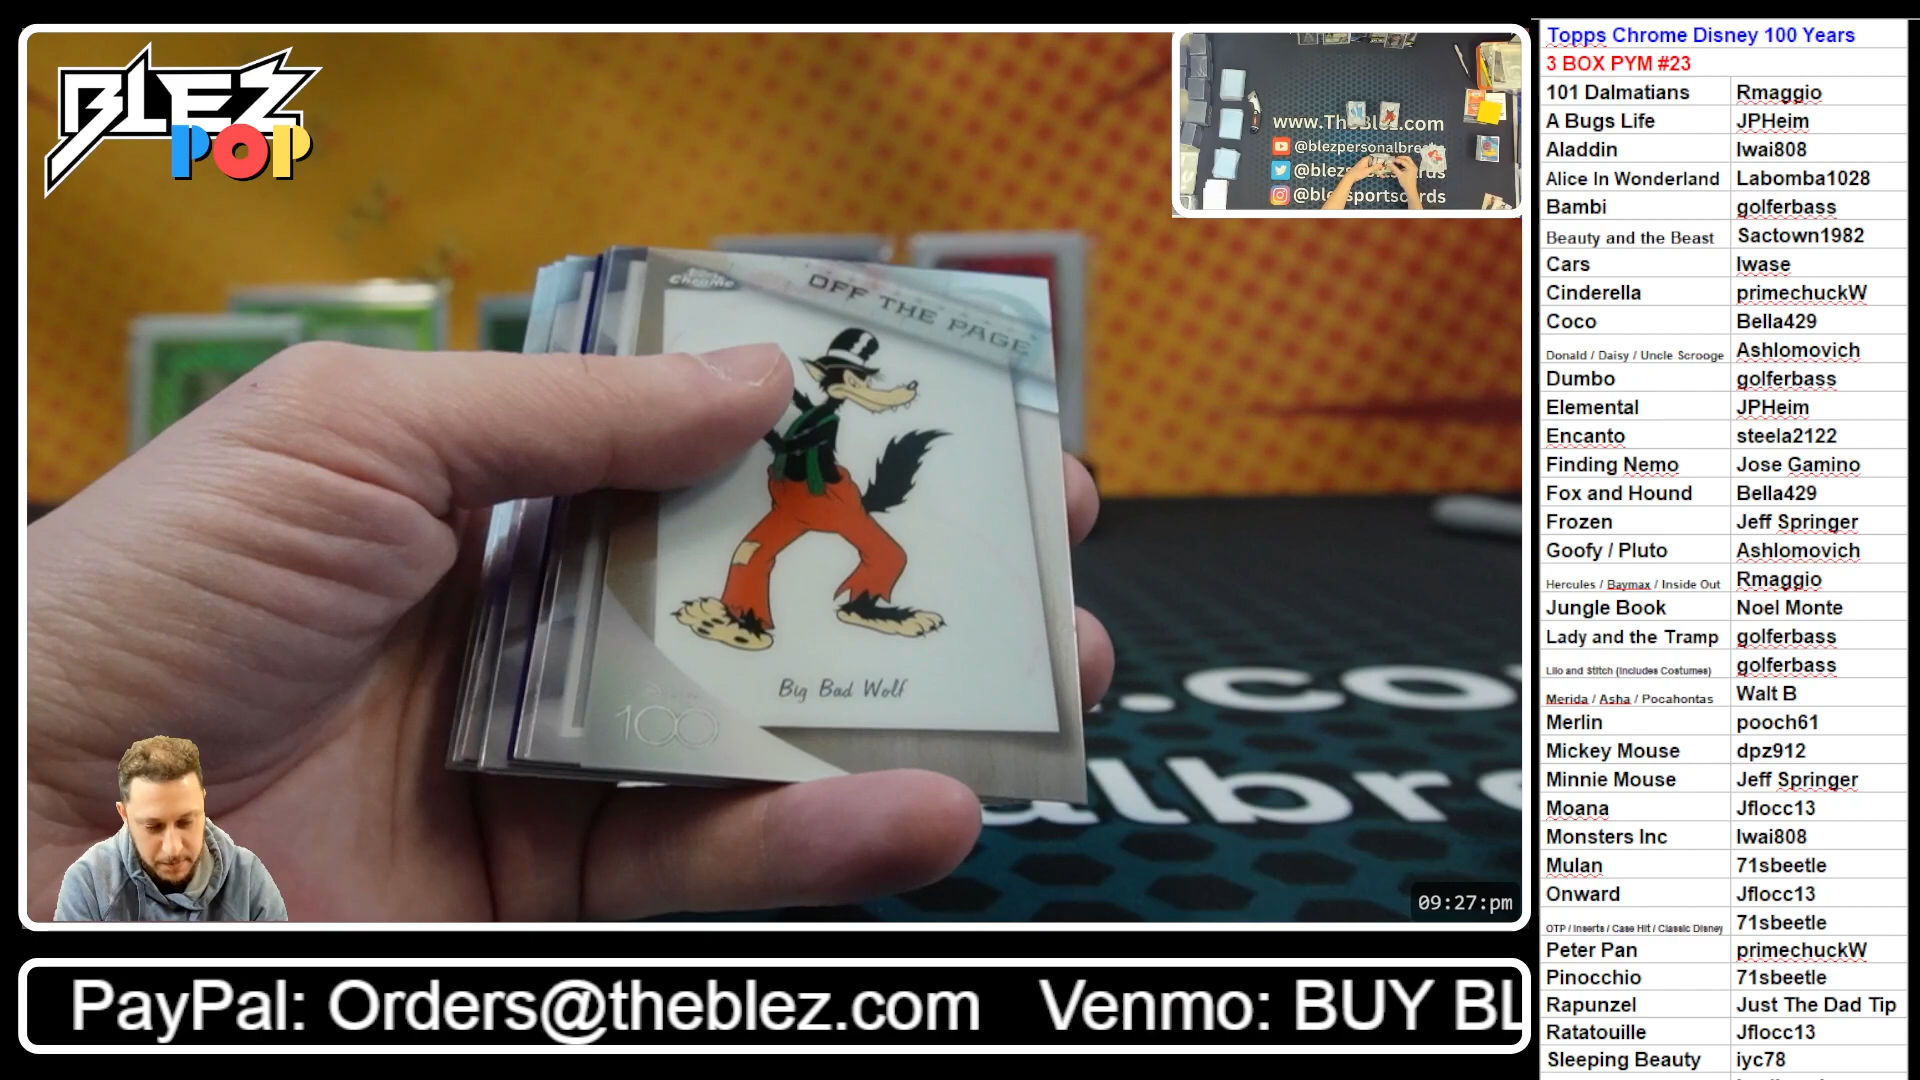 BLEZ
POP
www.TheBlez.com
@blezpersonalbreaks
@blezsportscards
Topps Chrome
OFF THE PAGE
Big Bad Wolf
100
09:27:pm
PayPal: Orders@theblez.com Venmo: BUY BL
Topps Chrome Disney 100 Years
3 BOX PYM #23
101 Dalmatians Rmaggio
A Bugs Life JPHeim
Aladdin Iwai808
Alice In Wonderland Labomba1028
Bambi golferbass
Beauty and the Beast Sactown1982
Cars Iwase
Cinderella primechuckW
Coco Bella429
Donald / Daisy / Uncle Scrooge Ashlomovich
Dumbo golferbass
Elemental JPHeim
Encanto steela2122
Finding Nemo Jose Gamino
Fox and Hound Bella429
Frozen Jeff Springer
Goofy / Pluto Ashlomovich
Hercules / Baymax / Inside Out Rmaggio
Jungle Book Noel Monte
Lady and the Tramp golferbass
Lilo and Stitch (Includes Costumes) golferbass
Merida / Asha / Pocahontas Walt B
Merlin pooch61
Mickey Mouse dpz912
Minnie Mouse Jeff Springer
Moana Jflocc13
Monsters Inc Iwai808
Mulan 71sbeetle
Onward Jflocc13
OTP / Inserts / Case Hit / Classic Disney 71sbeetle
Peter Pan primechuckW
Pinocchio 71sbeetle
Rapunzel Just The Dad Tip
Ratatouille Jflocc13
Sleeping Beauty iyc78